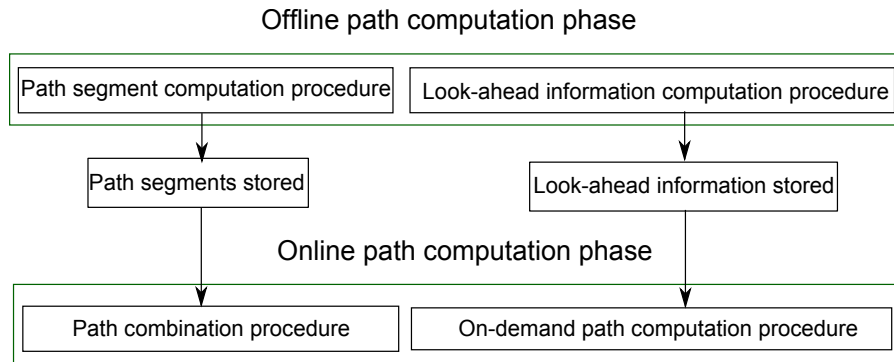 Offline path computation phase
Path segment computation procedure
Look-ahead information computation procedure
Path segments stored
Look-ahead information stored
Online path computation phase
Path combination procedure
On-demand path computation procedure